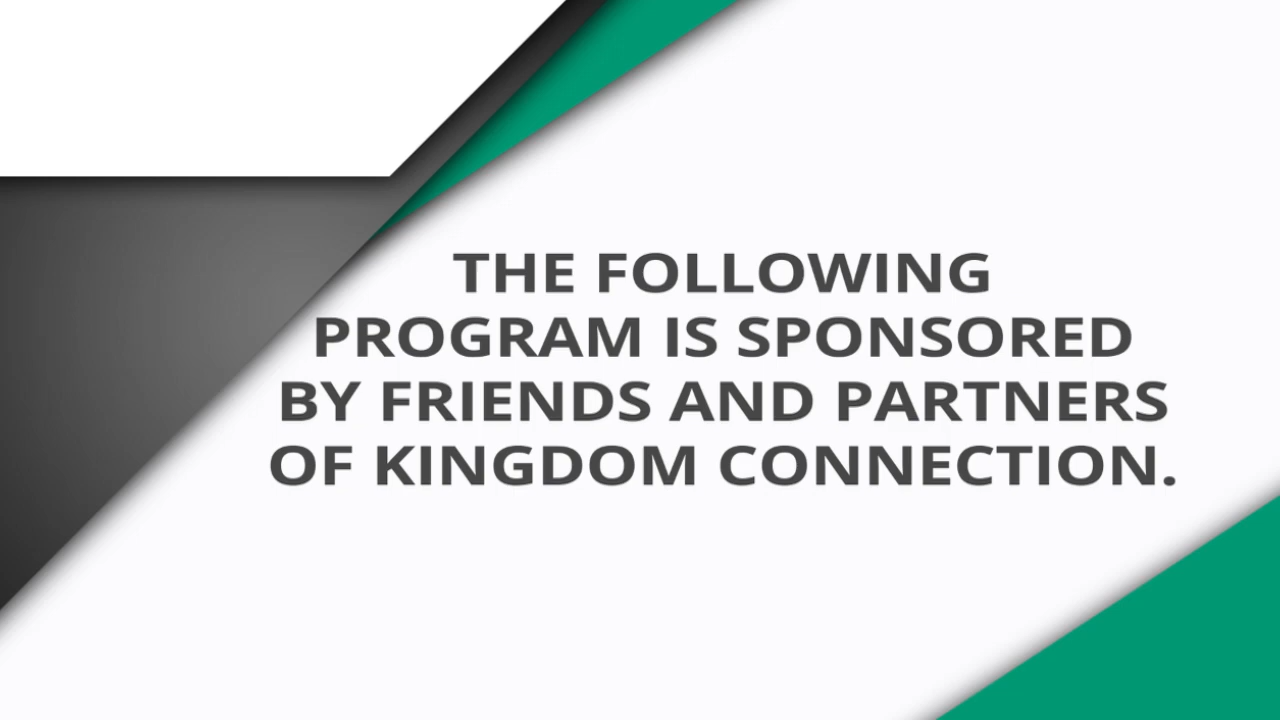 THE FOLLOWING
PROGRAM IS SPONSORED
BY FRIENDS AND PARTNERS
OF KINGDOM CONNECTION.